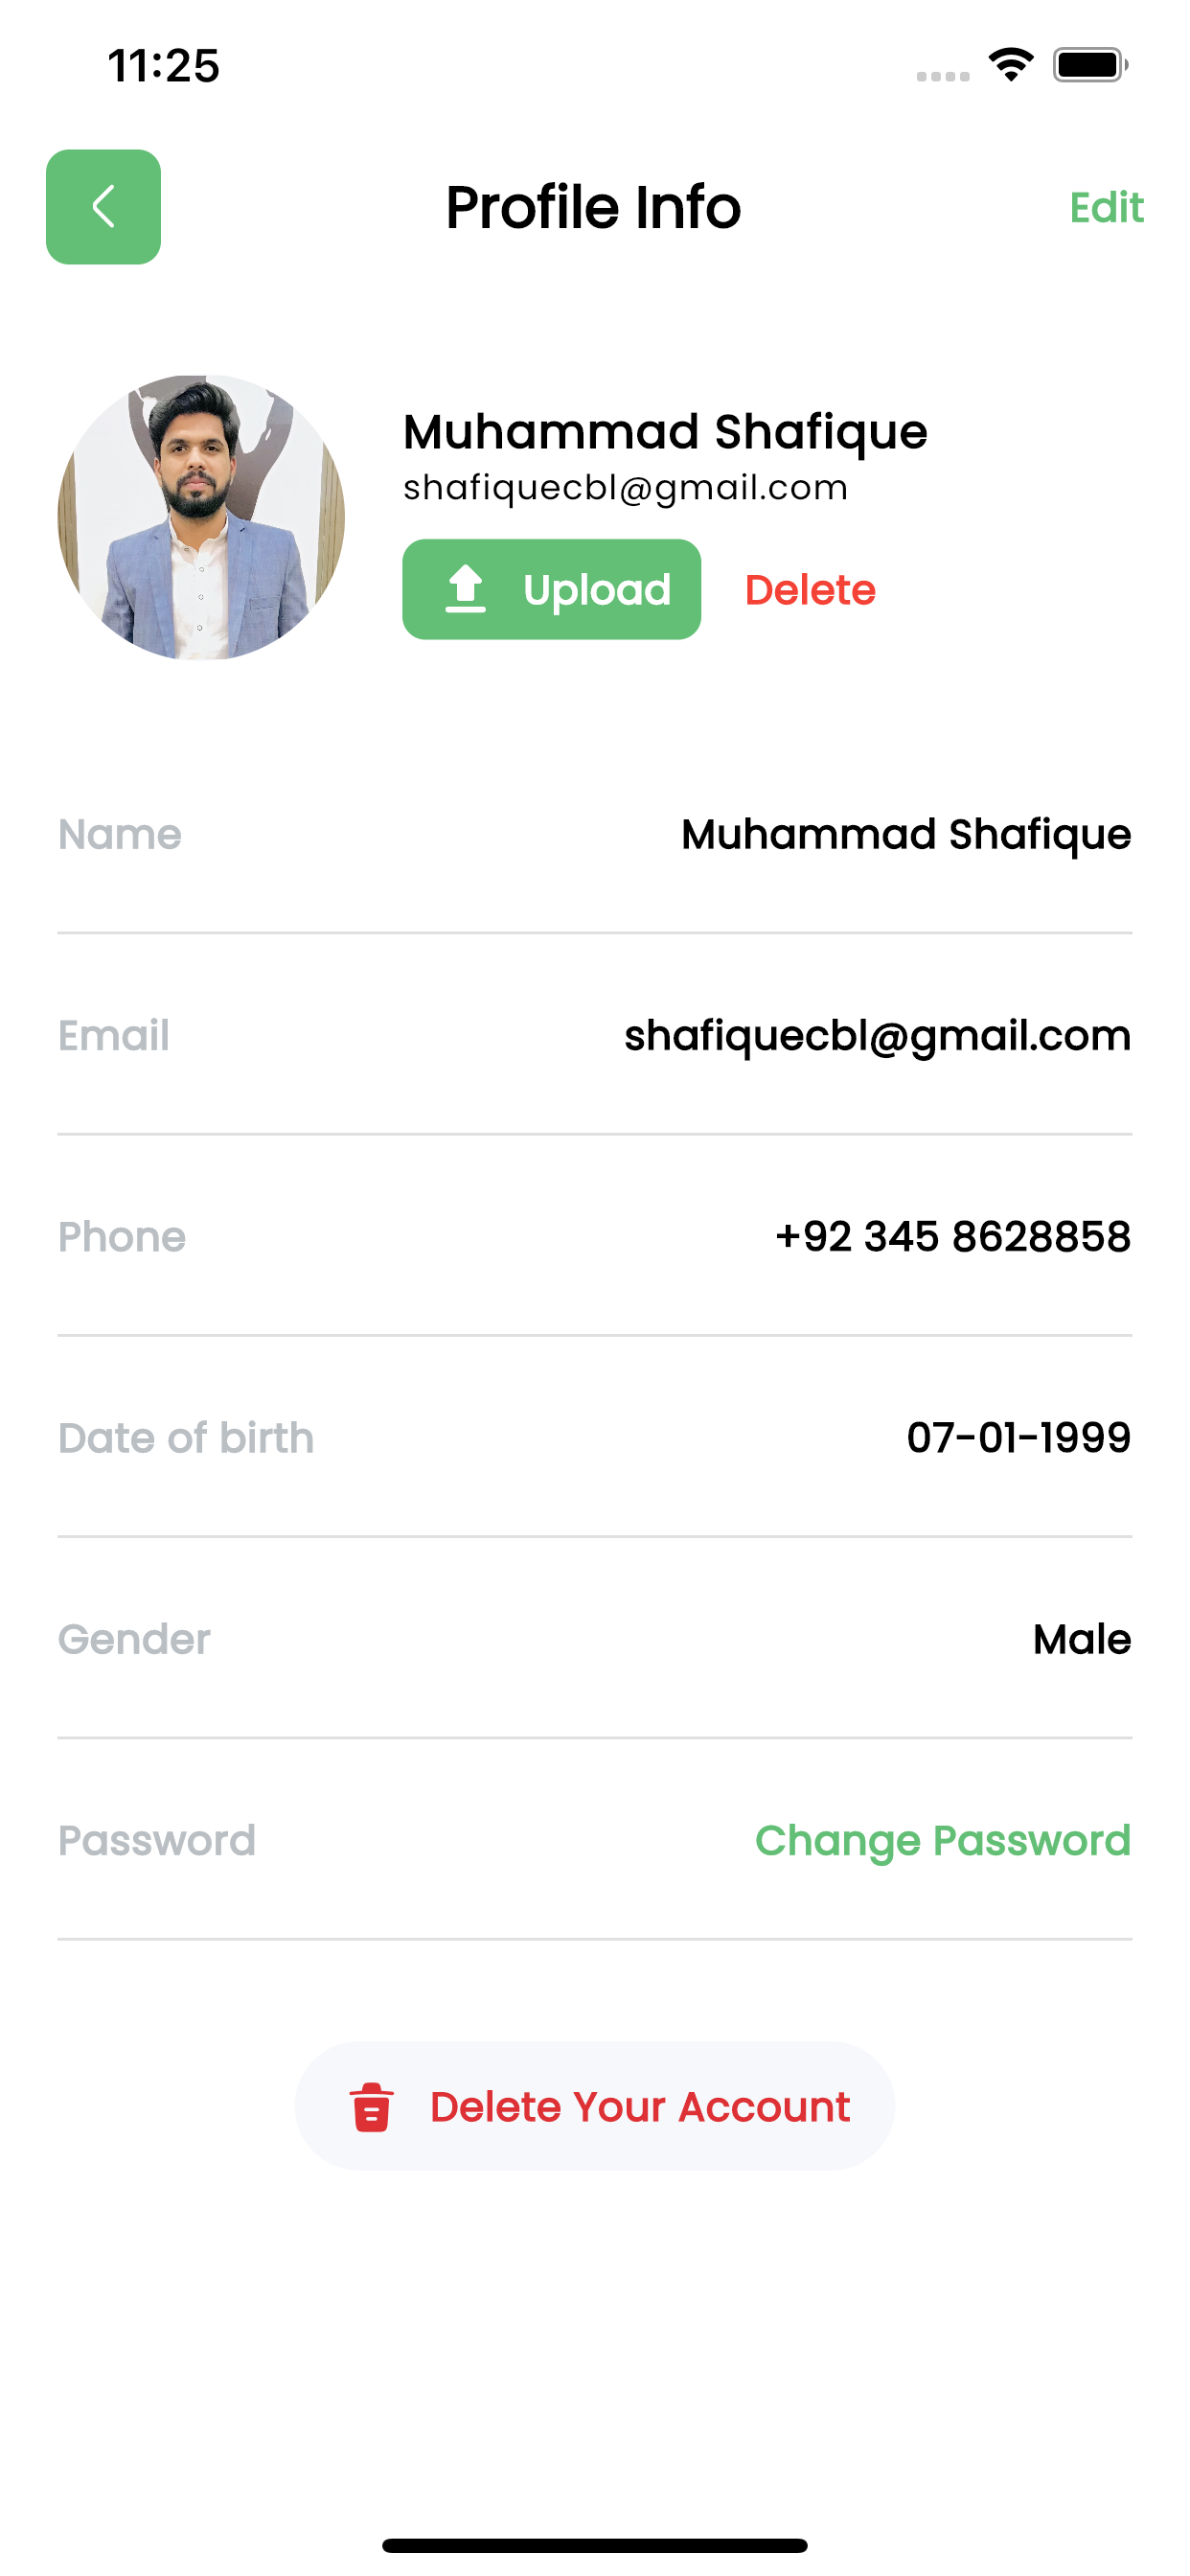 11:25
Profile Info
Edit
Muhammad Shafique
shafiquecbl@gmail.com
Upload Delete
Name Muhammad Shafique
Email shafiquecbl@gmail.com
Phone +92 345 8628858
Date of birth 07-01-1999
Gender Male
Password Change Password
Delete Your Account